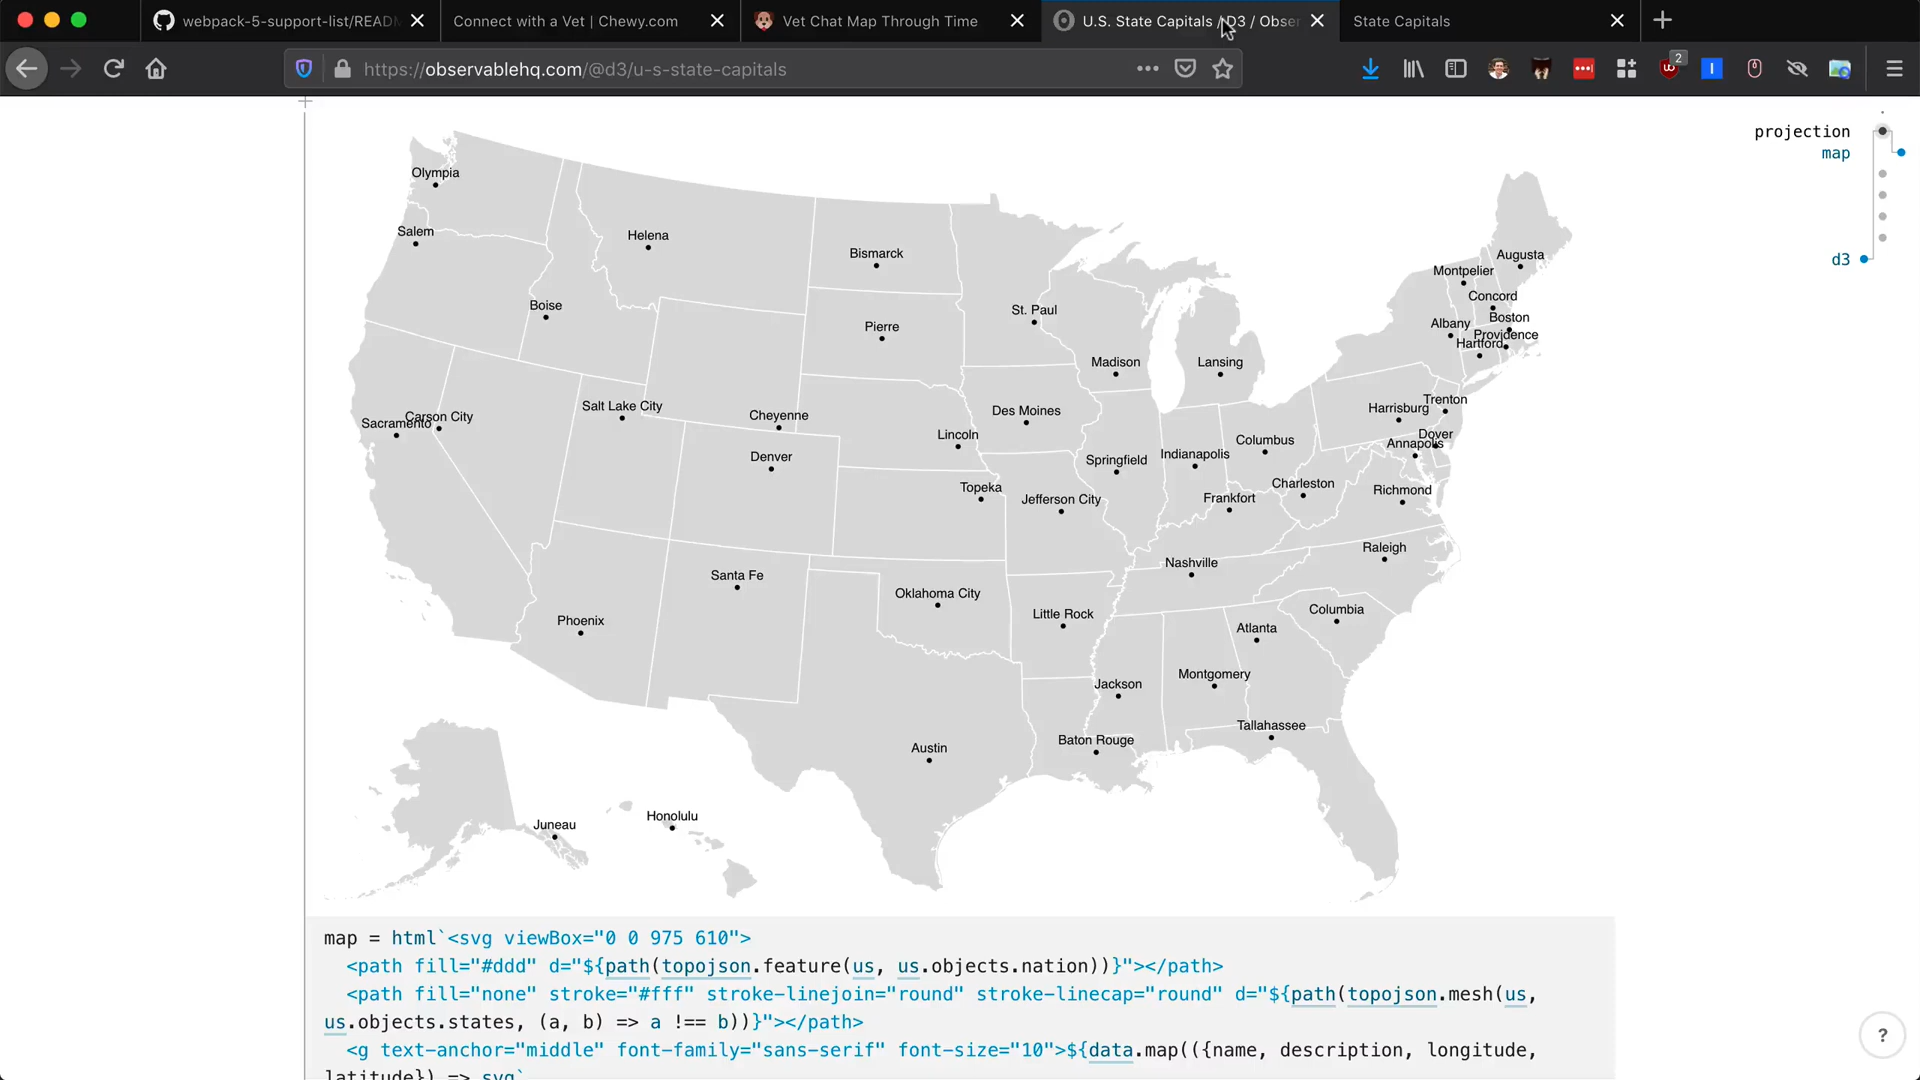 webpack-5-support-list/READM
Connect with a Vet | Chewy.com
Vet Chat Map Through Time
U.S. State Capitals / D3 / Obser
State Capitals
https://observablehq.com/@d3/u-s-state-capitals
2
projection
map
d3
Olympia
Salem
Helena
Bismarck
Augusta
Montpelier
Concord
Boise
St. Paul
Boston
Pierre
Albany
Providence
Hartford
Madison
Lansing
Salt Lake City
Cheyenne
Des Moines
Harrisburg
Trenton
Carson City
Sacramento
Lincoln
Columbus
Dover
Annapolis
Denver
Springfield
Indianapolis
Topeka
Jefferson City
Frankfort
Charleston
Richmond
Nashville
Raleigh
Santa Fe
Oklahoma City
Little Rock
Columbia
Phoenix
Atlanta
Jackson
Montgomery
Tallahassee
Austin
Baton Rouge
Juneau
Honolulu
map = html`<svg viewBox="0 0 975 610">
<path fill="#ddd" d="${path(topojson.feature(us, us.objects.nation))}"></path>
<path fill="none" stroke="#fff" stroke-linejoin="round" stroke-linecap="round" d="${path(topojson.mesh(us,
us.objects.states, (a, b) => a !== b))}"></path>
<g text-anchor="middle" font-family="sans-serif" font-size="10">${data.map(({name, description, longitude,
latitude}) => svg`
?